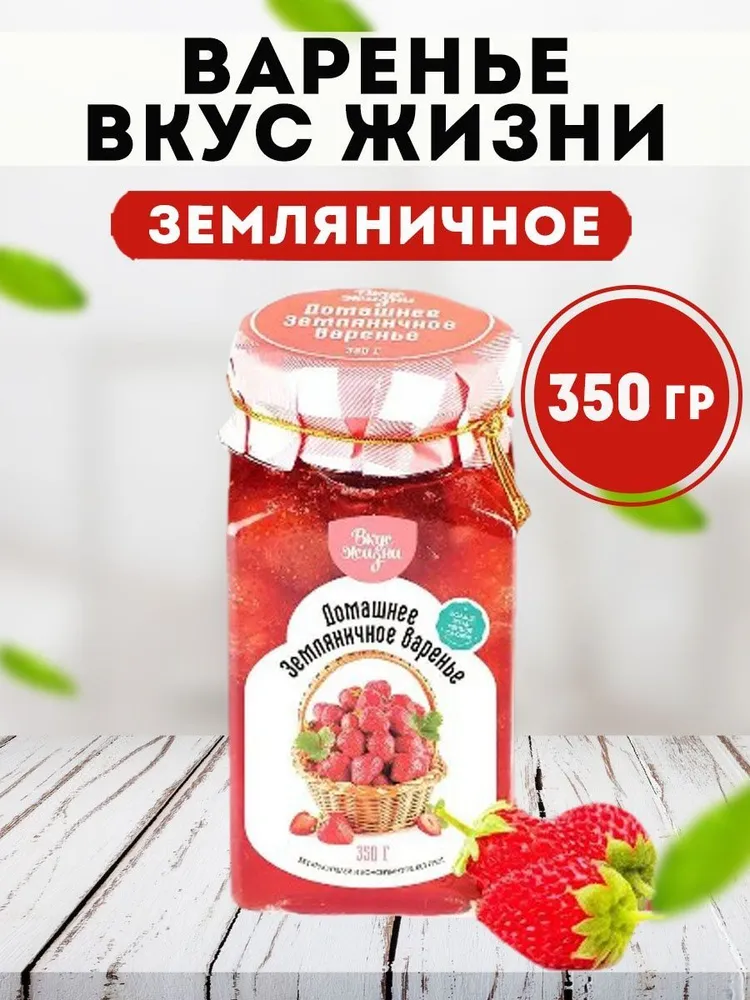 ВАРЕНЬЕ
ВКУС ЖИЗНИ
ЗЕМЛЯНИЧНОЕ
Вкус
жизни
Домашнее
Земляничное
варенье
350 г
350 ГР
Вкус
жизни
Домашнее
Земляничное варенье
350 г